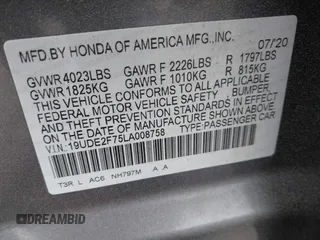 MFD.BY HONDA OF AMERICA MFG.,INC. 07/20
GVWR 4023LBS GAWR F 2226LBS R 1797LBS
GVWR 1825KG GAWR F 1010KG R 815KG
THIS VEHICLE CONFORMS TO ALL APPLICABLE
FEDERAL MOTOR VEHICLE SAFETY , BUMPER,
AND THEFT PREVENTION STANDARDS IN EFFECT ON THE
DATE OF MANUFACTURE SHOWN ABOVE.
V.I.N.: 19UDE2F75LA008758 TYPE:PASSENGER CAR
T3R L AC6 NH797M A A
DREAMBID